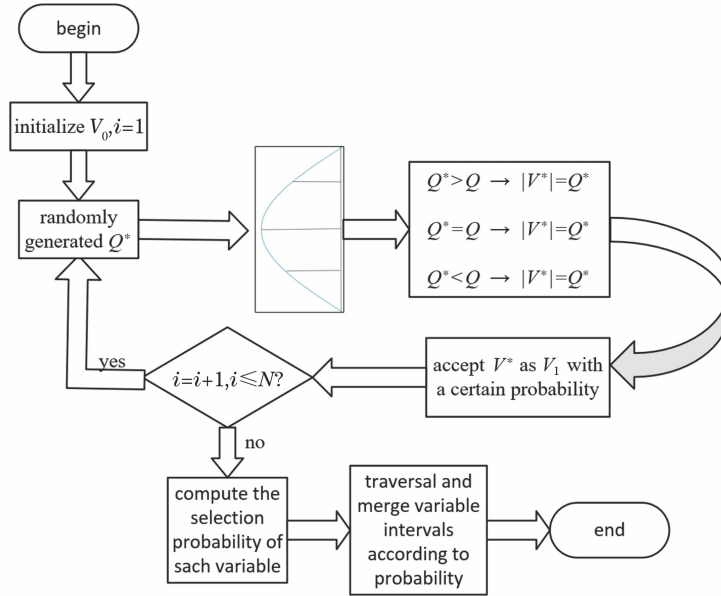 begin
initialize V₀,i=1
randomly
generated Q*
Q*>Q → |V*|=Q*
Q*=Q → |V*|=Q*
Q*<Q → |V*|=Q*
accept V* as V₁ with
a certain probability
i=i+1,i≤N?
yes
no
compute the
selection
probability of
sach variable
traversal and
merge variable
intervals
according to
probability
end